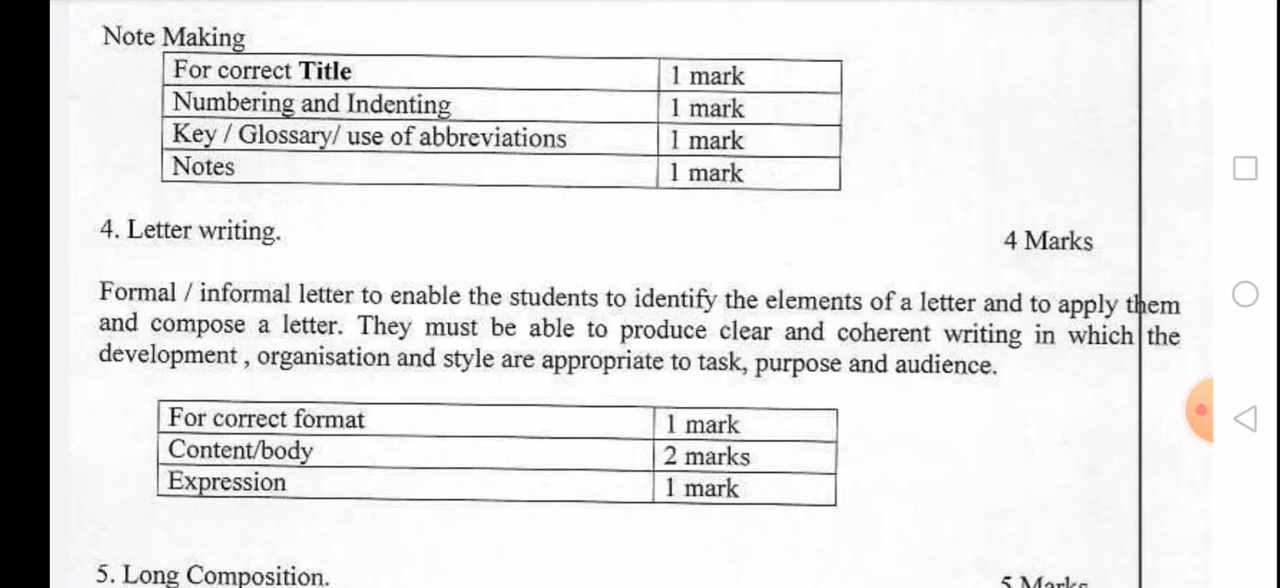 Note Making
For correct Title 1 mark
Numbering and Indenting 1 mark
Key / Glossary/ use of abbreviations 1 mark
Notes 1 mark
4. Letter writing. 4 Marks
Formal / informal letter to enable the students to identify the elements of a letter and to apply them
and compose a letter. They must be able to produce clear and coherent writing in which the
development , organisation and style are appropriate to task, purpose and audience.
For correct format 1 mark
Content/body 2 marks
Expression 1 mark
5. Long Composition. 5 Marks